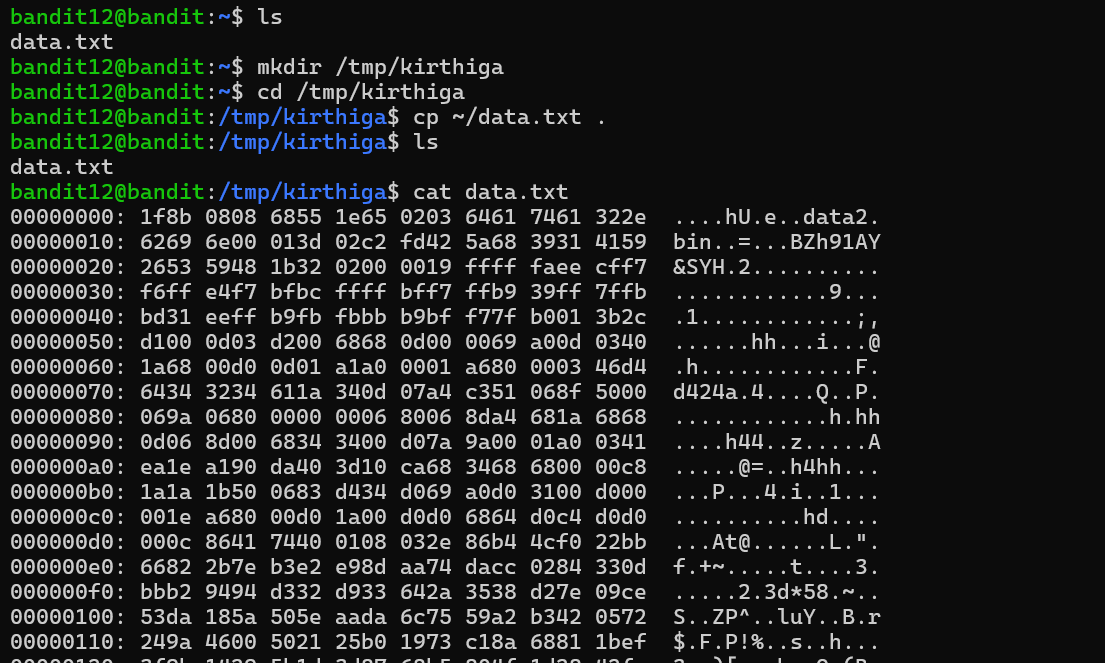 bandit12@bandit:~$ ls
data.txt
bandit12@bandit:~$ mkdir /tmp/kirthiga
bandit12@bandit:~$ cd /tmp/kirthiga
bandit12@bandit:/tmp/kirthiga$ cp ~/data.txt .
bandit12@bandit:/tmp/kirthiga$ ls
data.txt
bandit12@bandit:/tmp/kirthiga$ cat data.txt
00000000: 1f8b 0808 6855 1e65 0203 6461 7461 322e  ....hU.e..data2.
00000010: 6269 6e00 013d 02c2 fd42 5a68 3931 4159  bin..=...BZh91AY
00000020: 2653 5948 1b32 0200 0019 ffff faee cff7  &SYH.2..........
00000030: f6ff e4f7 bfbc ffff bff7 ffb9 39ff 7ffb  ............9...
00000040: bd31 eeff b9fb fbbb b9bf f77f b001 3b2c  .1............;,
00000050: d100 0d03 d200 6868 0d00 0069 a00d 0340  ......hh...i...@
00000060: 1a68 00d0 0d01 a1a0 0001 a680 0003 46d4  .h............F.
00000070: 6434 3234 611a 340d 07a4 c351 068f 5000  d424a.4....Q..P.
00000080: 069a 0680 0000 0006 8006 8da4 681a 6868  ............h.hh
00000090: 0d06 8d00 6834 3400 d07a 9a00 01a0 0341  ....h44..z.....A
000000a0: ea1e a190 da40 3d10 ca68 3468 6800 00c8  .....@=..h4hh...
000000b0: 1a1a 1b50 0683 d434 d069 a0d0 3100 d000  ...P...4.i..1...
000000c0: 001e a680 00d0 1a00 d0d0 6864 d0c4 d0d0  ..........hd....
000000d0: 000c 8641 7440 0108 032e 86b4 4cf0 22bb  ...At@......L.".
000000e0: 6682 2b7e b3e2 e98d aa74 dacc 0284 330d  f.+~.....t....3.
000000f0: bbb2 9494 d332 d933 642a 3538 d27e 09ce  .....2.3d*58.~..
00000100: 53da 185a 505e aada 6c75 59a2 b342 0572  S..ZP^..luY..B.r
00000110: 249a 4600 5021 25b0 1973 c18a 6881 1bef  $.F.P!%..s..h...